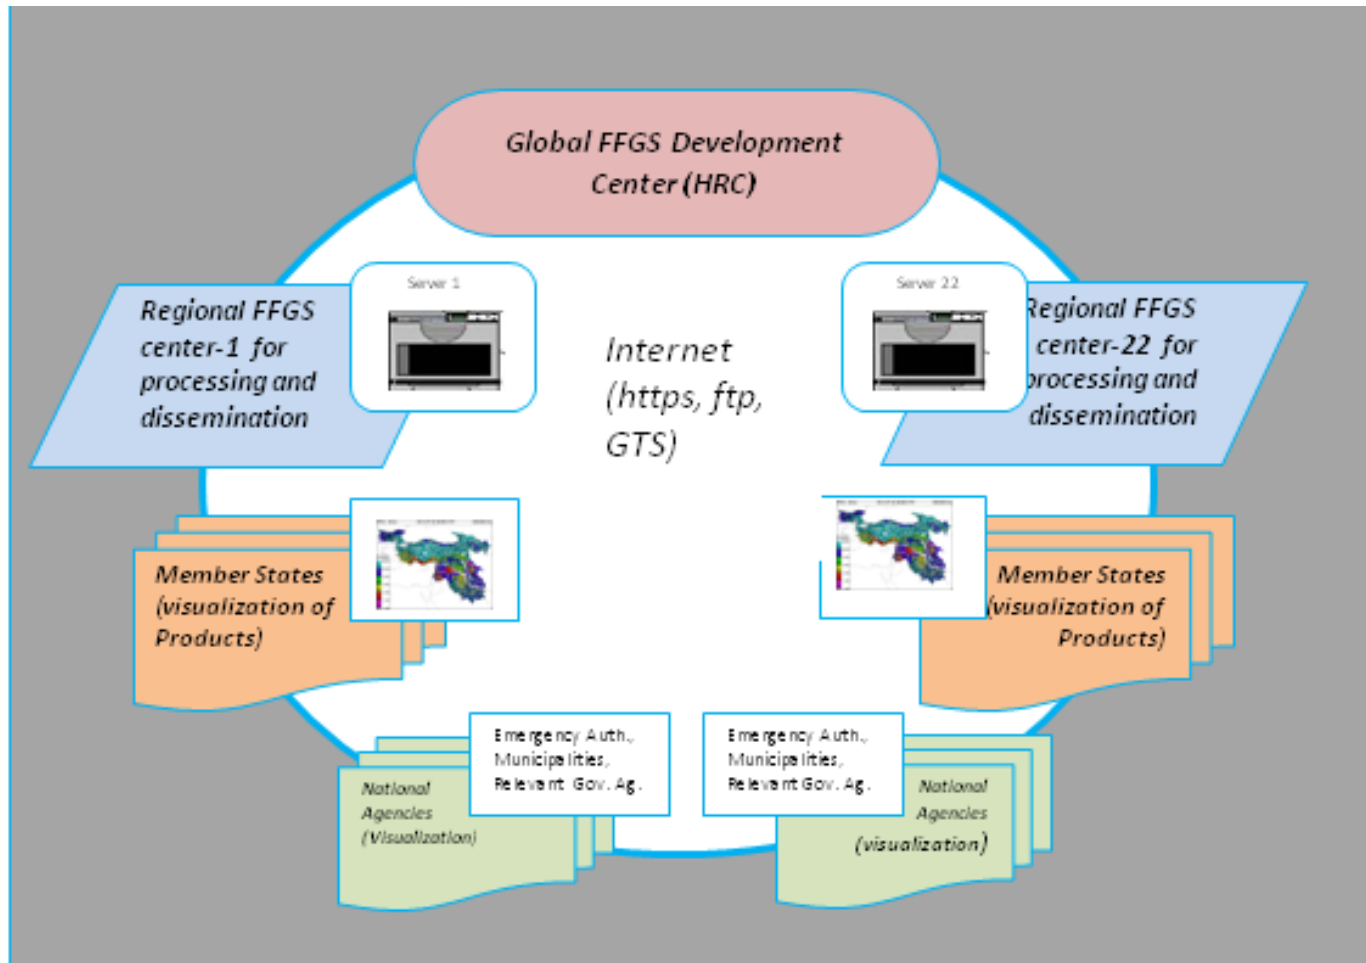 Global FFGS Development
Center (HRC)
Server 1
Server 22
Regional FFGS
center-1 for
processing and
dissemination
Internet
(https, ftp,
GTS)
Regional FFGS
center-22 for
processing and
dissemination
Member States
(visualization of
Products)
Member States
(visualization of
Products)
Emergency Auth.,
Municipalities,
Relevant Gov. Ag.
Emergency Auth.,
Municipalities,
Relevant Gov. Ag.
National
Agencies
(Visualization)
National
Agencies
(visualization)